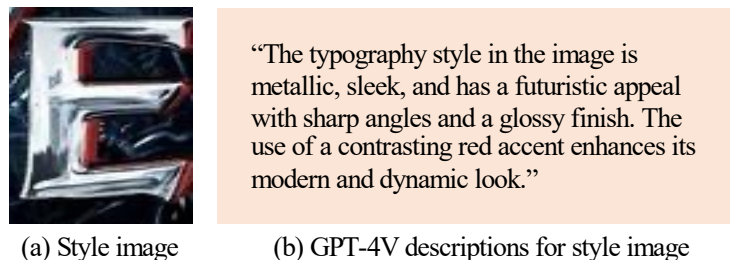 E
“The typography style in the image is
metallic, sleek, and has a futuristic appeal
with sharp angles and a glossy finish. The
use of a contrasting red accent enhances its
modern and dynamic look.”
(a) Style image
(b) GPT-4V descriptions for style image